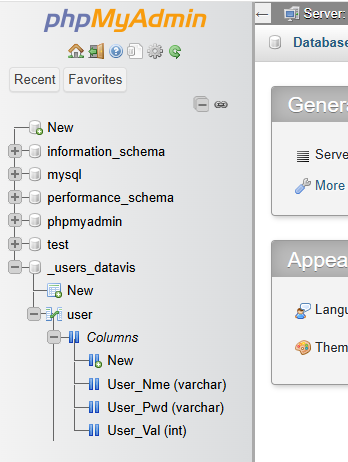 phpMyAdmin
Recent Favorites
New
information_schema
mysql
performance_schema
phpmyadmin
test
_users_datavis
New
user
Columns
New
User_Nme (varchar)
User_Pwd (varchar)
User_Val (int)
Server:
Database
Gener
Serve
More
Appea
Langu
Them